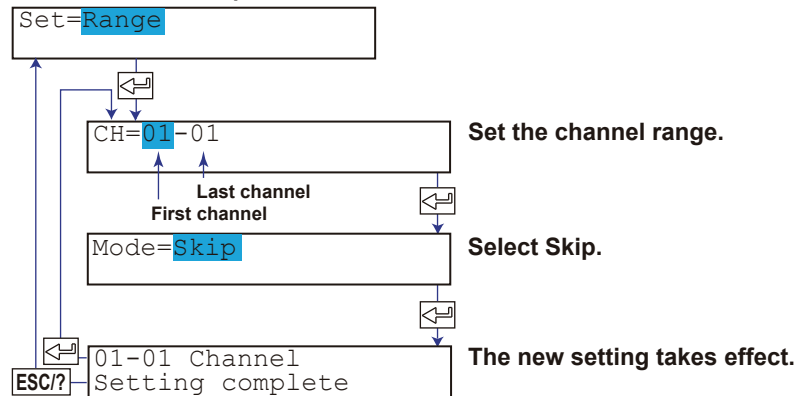 Set=Range
CH=01-01
Set the channel range.
Last channel
First channel
Mode=Skip
Select Skip.
01-01 Channel
The new setting takes effect.
ESC/?
Setting complete